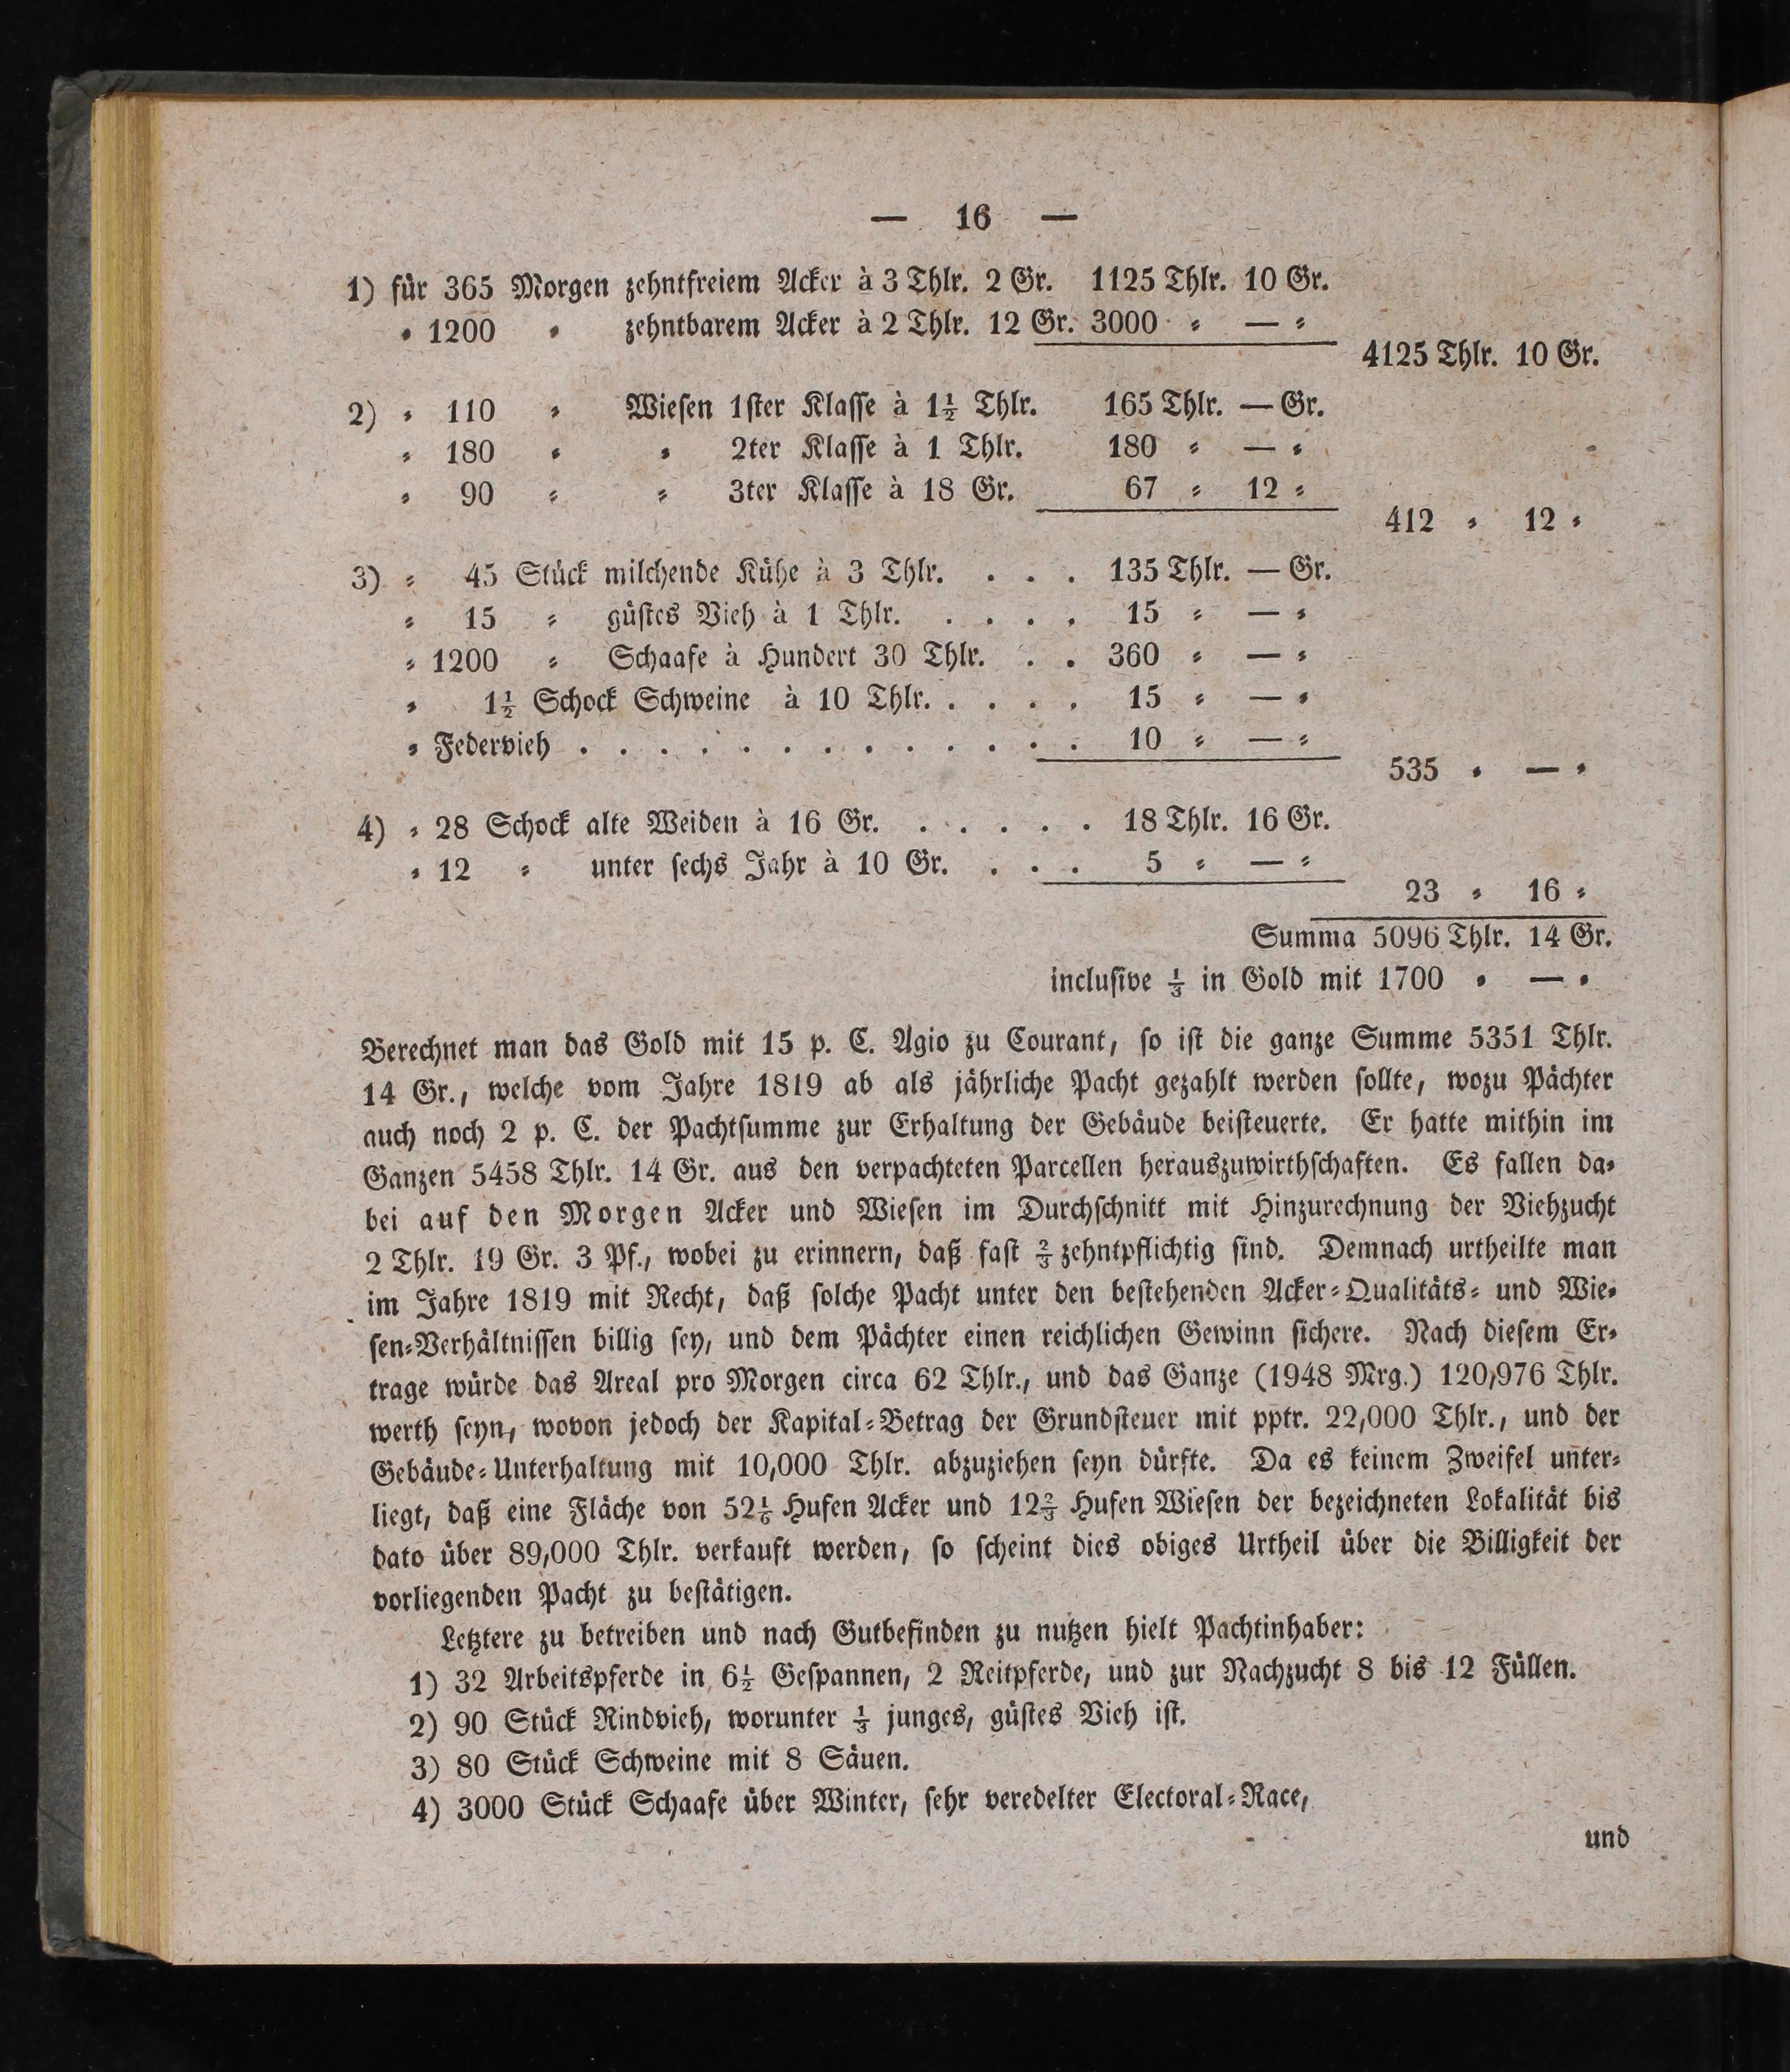 — 16 —
1) für 365 Morgen zehntfreiem Acker à 3 Thlr. 2 Gr. 1125 Thlr. 10 Gr.
⸗ 1200 ⸗ zehntbarem Acker à 2 Thlr. 12 Gr. 3000 ⸗ — ⸗
4125 Thlr. 10 Gr.
2) ⸗ 110 ⸗ Wiesen 1ster Klasse à 1½ Thlr. 165 Thlr. — Gr.
⸗ 180 ⸗ ⸗ 2ter Klasse à 1 Thlr. 180 ⸗ — ⸗
⸗ 90 ⸗ ⸗ 3ter Klasse à 18 Gr. 67 ⸗ 12 ⸗
412 ⸗ 12 ⸗
3) ⸗ 45 Stück milchende Kühe à 3 Thlr. . . . 135 Thlr. — Gr.
⸗ 15 ⸗ güstes Vieh à 1 Thlr. . . . . 15 ⸗ — ⸗
⸗ 1200 ⸗ Schaafe à Hundert 30 Thlr. . . 360 ⸗ — ⸗
⸗ 1½ Schock Schweine à 10 Thlr. . . . . 15 ⸗ — ⸗
⸗ Federvieh . . . . . . . . . . . . . 10 ⸗ — ⸗
535 ⸗ — ⸗
4) ⸗ 28 Schock alte Weiden à 16 Gr. . . . . . 18 Thlr. 16 Gr.
⸗ 12 ⸗ unter sechs Jahr à 10 Gr. . . . 5 ⸗ — ⸗
23 ⸗ 16 ⸗
Summa 5096 Thlr. 14 Gr.
inclusive ⅓ in Gold mit 1700 ⸗ — ⸗
Berechnet man das Gold mit 15 p. C. Agio zu Courant, so ist die ganze Summe 5351 Thlr.
14 Gr., welche vom Jahre 1819 ab als jährliche Pacht gezahlt werden sollte, wozu Pächter
auch noch 2 p. C. der Pachtsumme zur Erhaltung der Gebäude beisteuerte. Er hatte mithin im
Ganzen 5458 Thlr. 14 Gr. aus den verpachteten Parcellen herauszuwirthschaften. Es fallen da⸗
bei auf den Morgen Acker und Wiesen im Durchschnitt mit Hinzurechnung der Viehzucht
2 Thlr. 19 Gr. 3 Pf., wobei zu erinnern, daß fast ⅔ zehntpflichtig sind. Demnach urtheilte man
im Jahre 1819 mit Recht, daß solche Pacht unter den bestehenden Acker⸗Qualitäts⸗ und Wie⸗
sen⸗Verhältnissen billig sey, und dem Pächter einen reichlichen Gewinn sichere. Nach diesem Er⸗
trage würde das Areal pro Morgen circa 62 Thlr., und das Ganze (1948 Mrg.) 120,976 Thlr.
werth seyn, wovon jedoch der Kapital⸗Betrag der Grundsteuer mit pptr. 22,000 Thlr., und der
Gebäude⸗Unterhaltung mit 10,000 Thlr. abzuziehen seyn dürfte. Da es keinem Zweifel unter⸗
liegt, daß eine Fläche von 52⅙ Hufen Acker und 12⅔ Hufen Wiesen der bezeichneten Lokalität bis
dato über 89,000 Thlr. verkauft werden, so scheint dies obiges Urtheil über die Billigkeit der
vorliegenden Pacht zu bestätigen.
Letztere zu betreiben und nach Gutbefinden zu nutzen hielt Pachtinhaber:
1) 32 Arbeitspferde in 6½ Gespannen, 2 Reitpferde, und zur Nachzucht 8 bis 12 Füllen.
2) 90 Stück Rindvieh, worunter ⅓ junges, güstes Vieh ist.
3) 80 Stück Schweine mit 8 Säuen.
4) 3000 Stück Schaafe über Winter, sehr veredelter Electoral⸗Race,
und